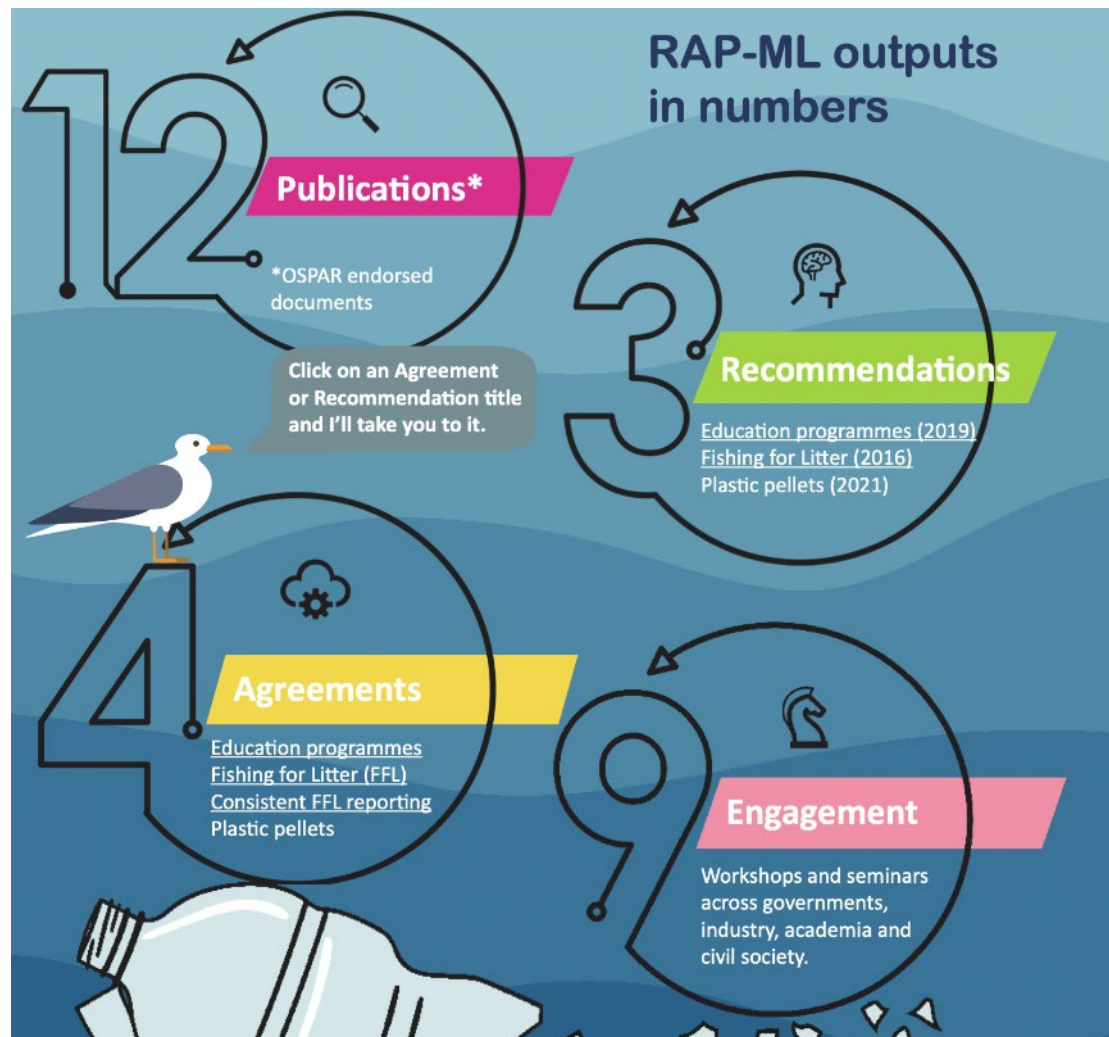 RAP-ML outputs
in numbers
12
Publications*
*OSPAR endorsed
documents
3
Recommendations
Education programmes (2019)
Fishing for Litter (2016)
Plastic pellets (2021)
Click on an Agreement
or Recommendation title
and I'll take you to it.
4
Agreements
Education programmes
Fishing for Litter (FFL)
Consistent FFL reporting
Plastic pellets
9
Engagement
Workshops and seminars
across governments,
industry, academia and
civil society.